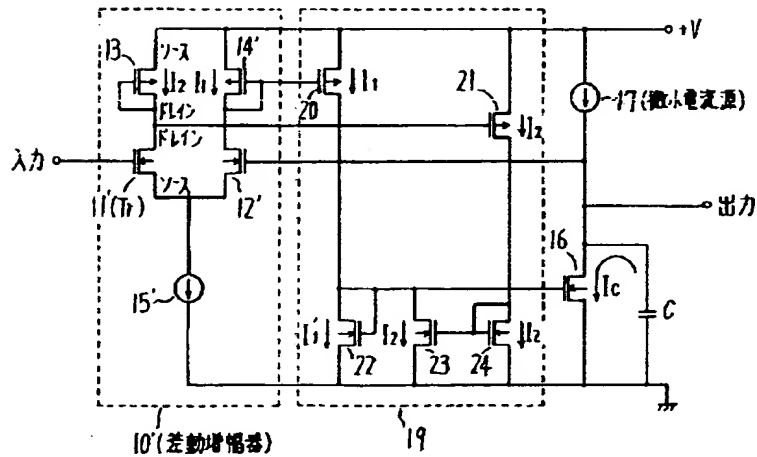 +V
13
ソース
14'
I2
I1
20
I1
21
17(微小電流源)
ドレイン
ドレイン
I2
入力
11'(Tr)
ソース
12'
出力
16
15'
Ic
C
I1'
22
I2
23
24
I2
10'(差動増幅器)
19